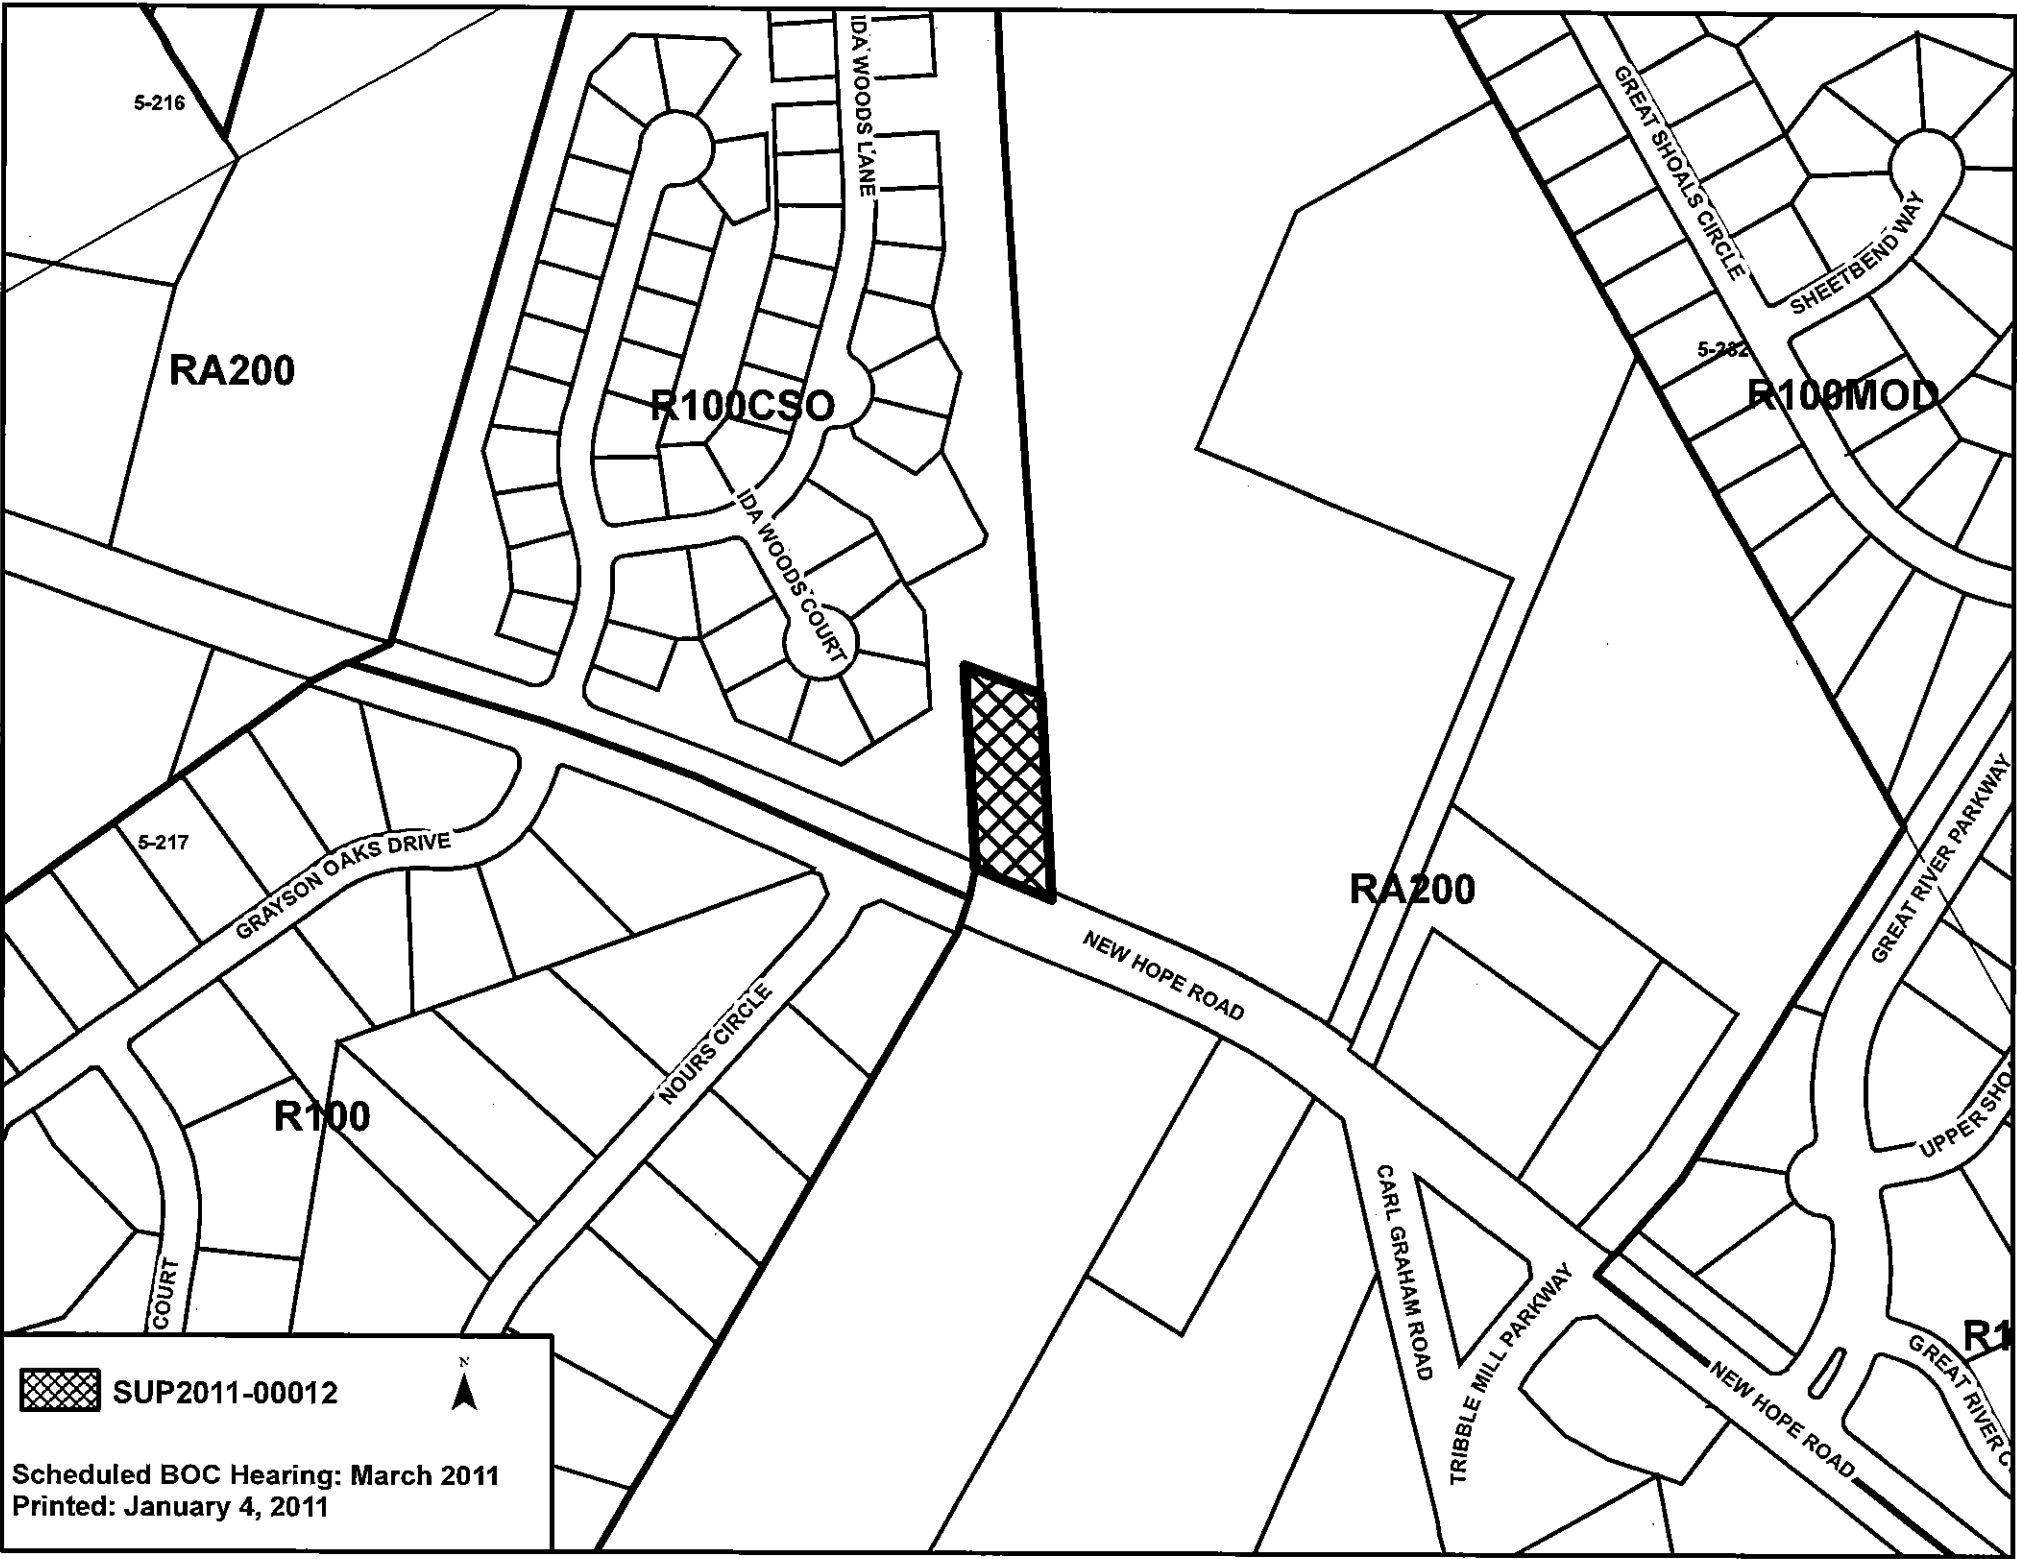 5-216
IDA WOODS LANE
GREAT SHOALS CIRCLE
SHEETBEND WAY
5-282
RA200
R100CSO
R100MOD
IDA WOODS COURT
5-217
GRAYSON OAKS DRIVE
GREAT RIVER PARKWAY
RA200
NEW HOPE ROAD
NOURS CIRCLE
R100
UPPER SHO
CARL GRAHAM ROAD
COURT
TRIBBLE MILL PARKWAY
R1
GREAT RIVER C
NEW HOPE ROAD
N
SUP2011-00012
Scheduled BOC Hearing: March 2011
Printed: January 4, 2011